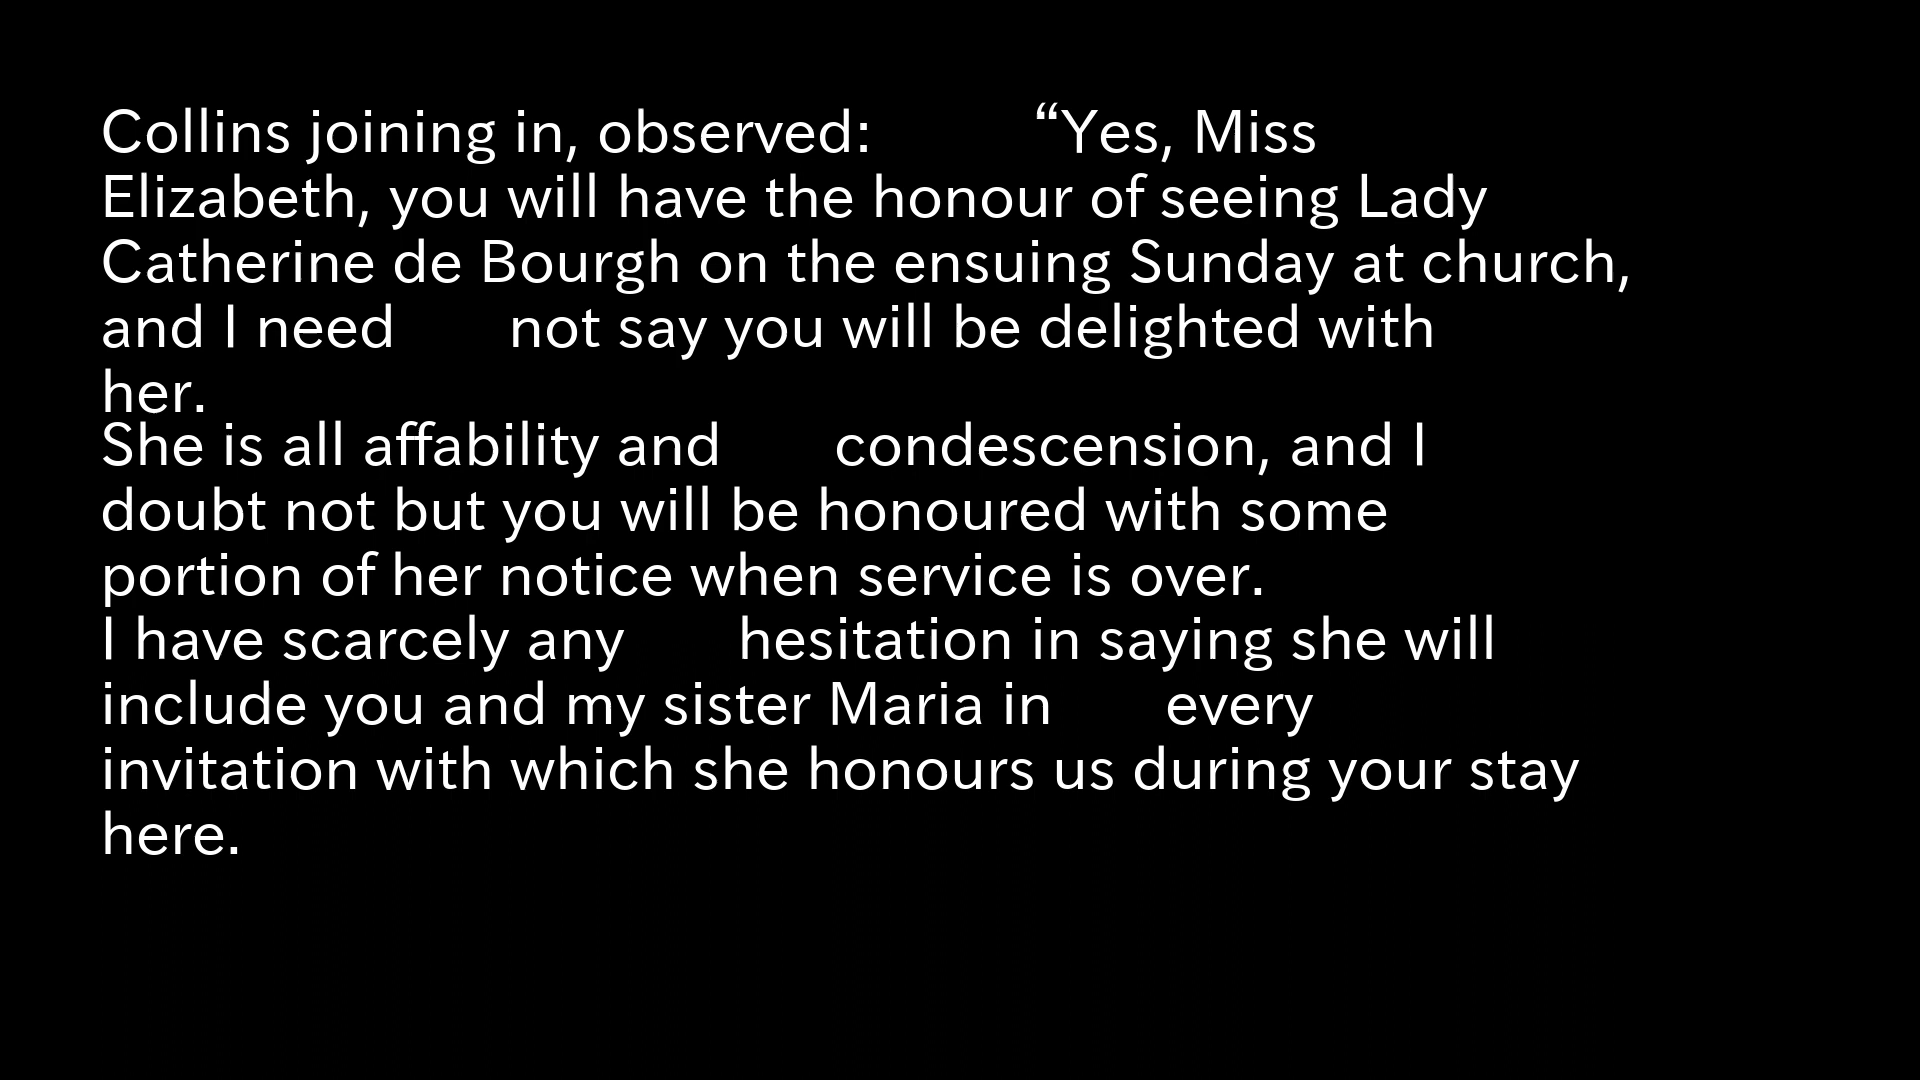 Collins joining in, observed: “Yes, Miss
Elizabeth, you will have the honour of seeing Lady
Catherine de Bourgh on the ensuing Sunday at church,
and I need not say you will be delighted with
her.
She is all affability and condescension, and I
doubt not but you will be honoured with some
portion of her notice when service is over.
I have scarcely any hesitation in saying she will
include you and my sister Maria in every
invitation with which she honours us during your stay
here.